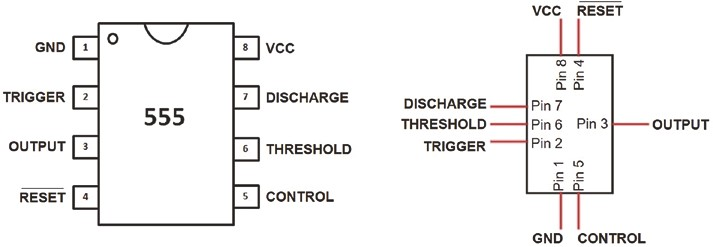 GND 1 8 VCC
TRIGGER 2 7 DISCHARGE
555
OUTPUT 3 6 THRESHOLD
RESET 4 5 CONTROL
VCC RESET
Pin 8 Pin 4
DISCHARGE Pin 7
THRESHOLD Pin 6 Pin 3 OUTPUT
TRIGGER Pin 2
Pin 1 Pin 5
GND CONTROL